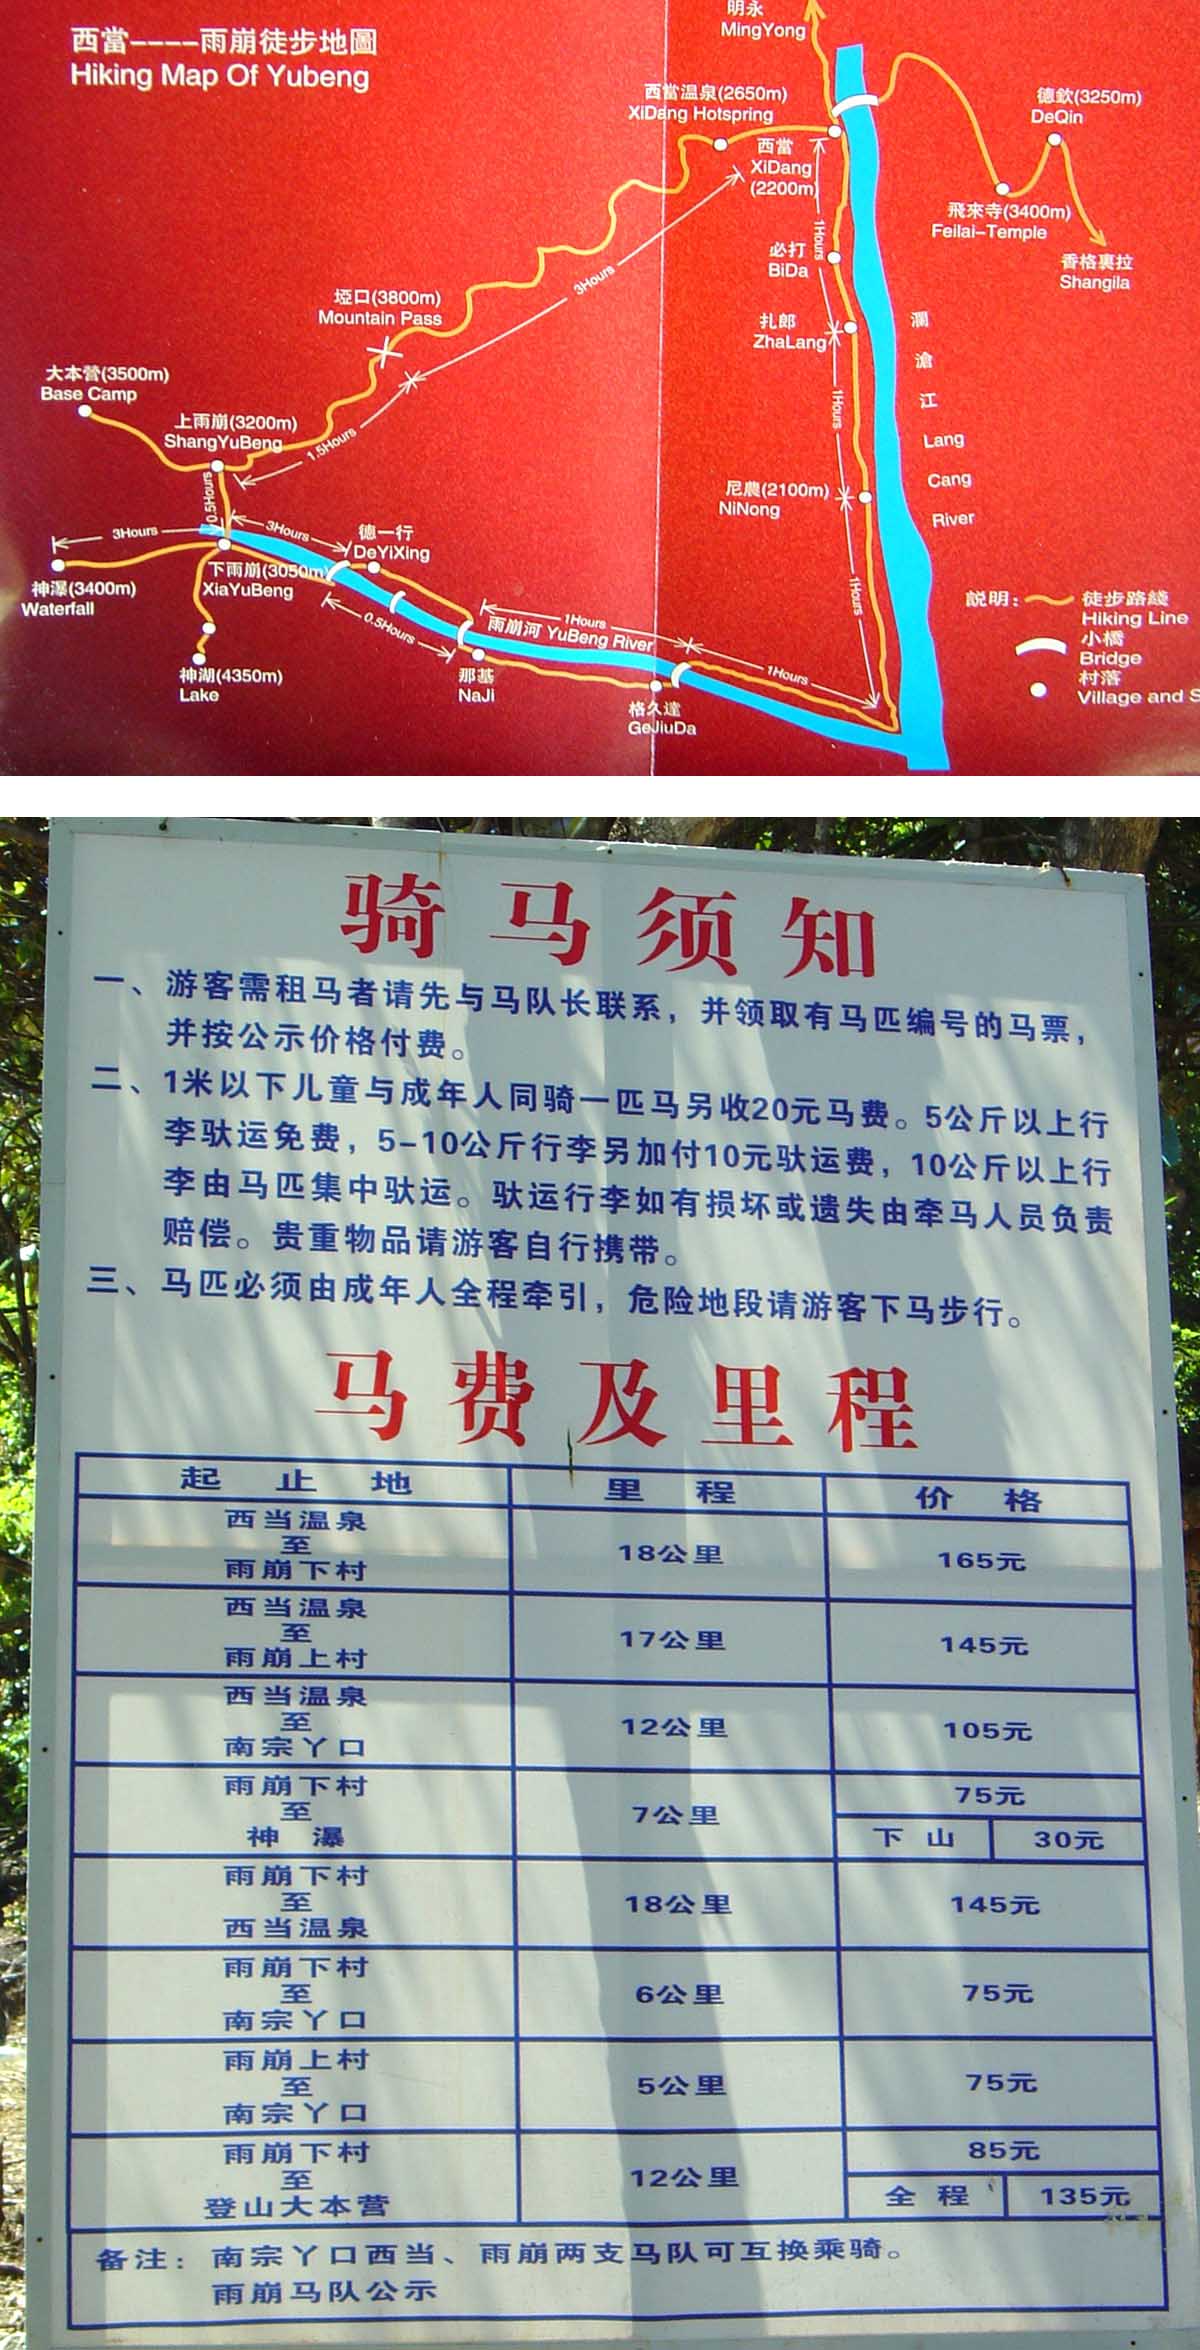 西當----雨崩徒步地圖
Hiking Map Of Yubeng
明永
MingYong
西當温泉(2650m)
XiDang Hotspring
德欽(3250m)
DeQin
西當
XiDang
(2200m)
飛來寺(3400m)
Feilai-Temple
香格裏拉
Shangila
1Hours
必打
BiDa
3Hours
埡口(3800m)
Mountain Pass
扎郎
ZhaLang
瀾
滄
江
Lang
Cang
River
大本營(3500m)
Base Camp
上雨崩(3200m)
ShangYuBeng
1.5Hours
1Hours
0.5Hours
尼農(2100m)
NiNong
3Hours
3Hours
德一行
DeYiXing
神瀑(3400m)
Waterfall
下雨崩(3050m)
XiaYuBeng
0.5Hours
1Hours
雨崩河 YuBeng River
1Hours
1Hours
神湖(4350m)
Lake
那基
NaJi
格久達
GeJiuDa
説明:
徒步路綫
Hiking Line
小橋
Bridge
村落
Village and S
骑马须知
一、游客需租马者请先与马队长联系，并领取有马匹编号的马票，
并按公示价格付费。
二、1米以下儿童与成年人同骑一匹马另收20元马费。5公斤以上行
李驮运免费，5-10公斤行李另加付10元驮运费，10公斤以上行
李由马匹集中驮运。驮运行李如有损坏或遗失由牵马人员负责
赔偿。贵重物品请游客自行携带。
三、马匹必须由成年人全程牵引，危险地段请游客下马步行。
马费及里程
起止地 里程 价格
西当温泉
至
雨崩下村
18公里 165元
西当温泉
至
雨崩上村
17公里 145元
西当温泉
至
南宗丫口
12公里 105元
雨崩下村
至
神瀑
7公里 75元
下山 30元
雨崩下村
至
西当温泉
18公里 145元
雨崩下村
至
南宗丫口
6公里 75元
雨崩上村
至
南宗丫口
5公里 75元
雨崩下村
至
登山大本营
12公里 85元
全程 135元
备注：南宗丫口西当、雨崩两支马队可互换乘骑。
雨崩马队公示